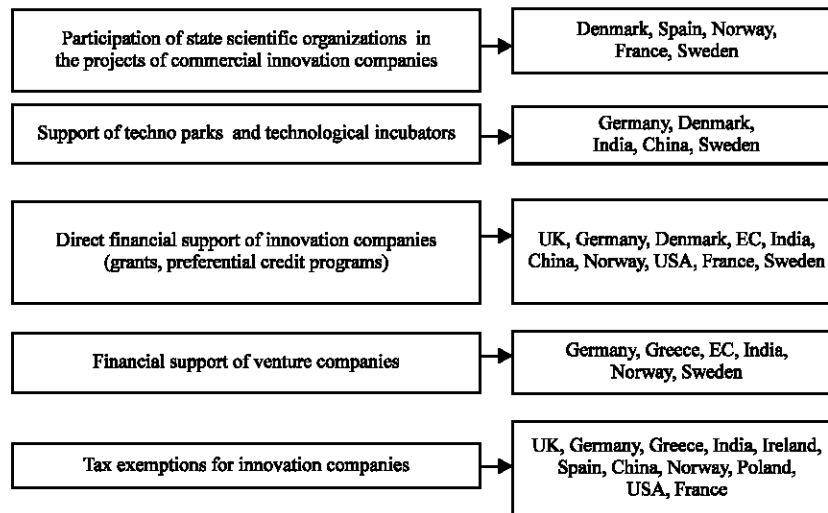 Participation of state scientific organizations in
the projects of commercial innovation companies
Denmark, Spain, Norway,
France, Sweden
Support of techno parks and technological incubators
Germany, Denmark,
India, China, Sweden
Direct financial support of innovation companies
(grants, preferential credit programs)
UK, Germany, Denmark, EC, India,
China, Norway, USA, France, Sweden
Financial support of venture companies
Germany, Greece, EC, India,
Norway, Sweden
Tax exemptions for innovation companies
UK, Germany, Greece, India, Ireland,
Spain, China, Norway, Poland,
USA, France